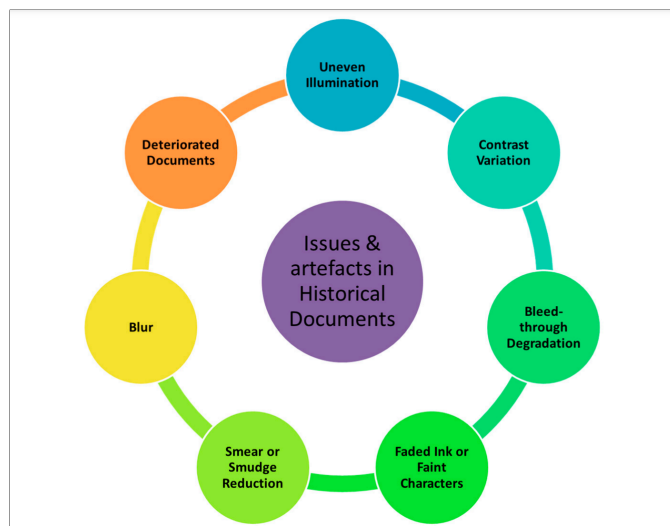 Uneven
Illumination
Contrast
Variation
Bleed-
through
Degradation
Faded Ink or
Faint
Characters
Smear or
Smudge
Reduction
Blur
Deteriorated
Documents
Issues &
artefacts in
Historical
Documents